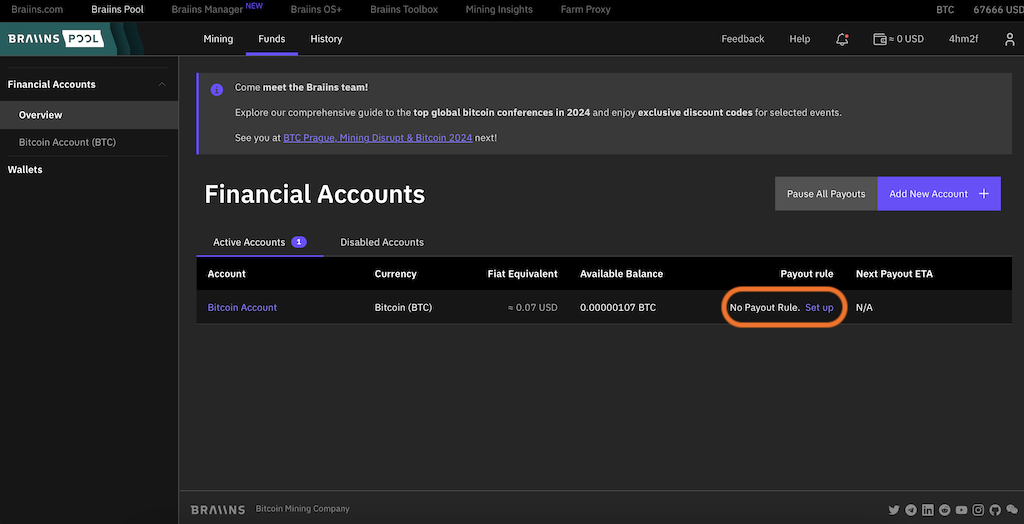 Braiins.com Braiins Pool Braiins Manager NEW Braiins OS+ Braiins Toolbox Mining Insights Farm Proxy BTC 67666 USD
BRAIINS POOL Mining Funds History Feedback Help ≈ 0 USD 4hm2f
Financial Accounts
Overview
Bitcoin Account (BTC)
Wallets
Come meet the Braiins team!
Explore our comprehensive guide to the top global bitcoin conferences in 2024 and enjoy exclusive discount codes for selected events.
See you at BTC Prague, Mining Disrupt & Bitcoin 2024 next!
Financial Accounts
Pause All Payouts Add New Account +
Active Accounts 1 Disabled Accounts
Account Currency Fiat Equivalent Available Balance Payout rule Next Payout ETA
Bitcoin Account Bitcoin (BTC) ≈ 0.07 USD 0.00000107 BTC No Payout Rule. Set up N/A
BRAIINS Bitcoin Mining Company